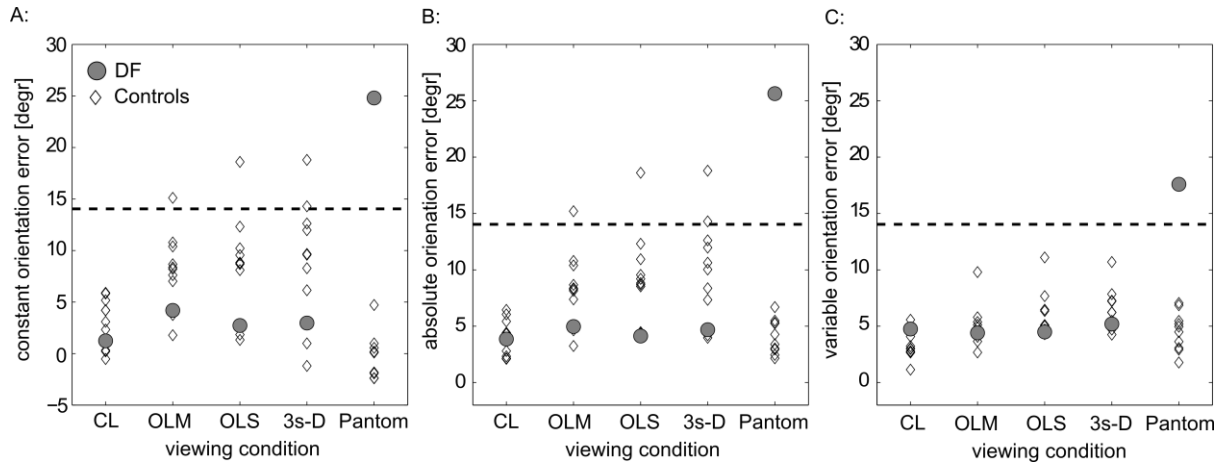 A:
constant orientation error [degr]
30
25
20
15
10
5
0
−5
DF
Controls
CL OLM OLS 3s-D Pantom
viewing condition
B:
absolute orienation error [degr]
30
25
20
15
10
5
0
CL OLM OLS 3s-D Pantom
viewing condition
C:
variable orientation error [degr]
30
25
20
15
10
5
0
CL OLM OLS 3s-D Pantom
viewing condition